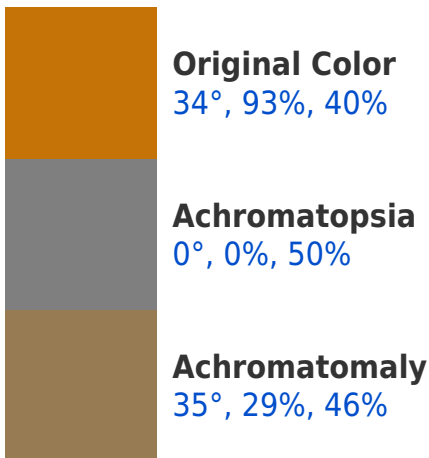 Original Color
34°, 93%, 40%
Achromatopsia
0°, 0%, 50%
Achromatomaly
35°, 29%, 46%